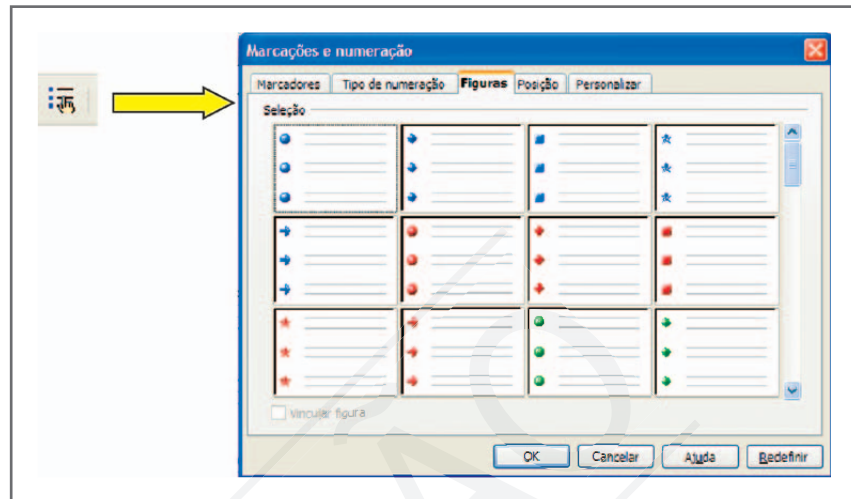 Marcações e numeração
Marcadores Tipo de numeração Figuras Posição Personalizar
Seleção
Vincular figura
OK Cancelar Ajuda Redefinir